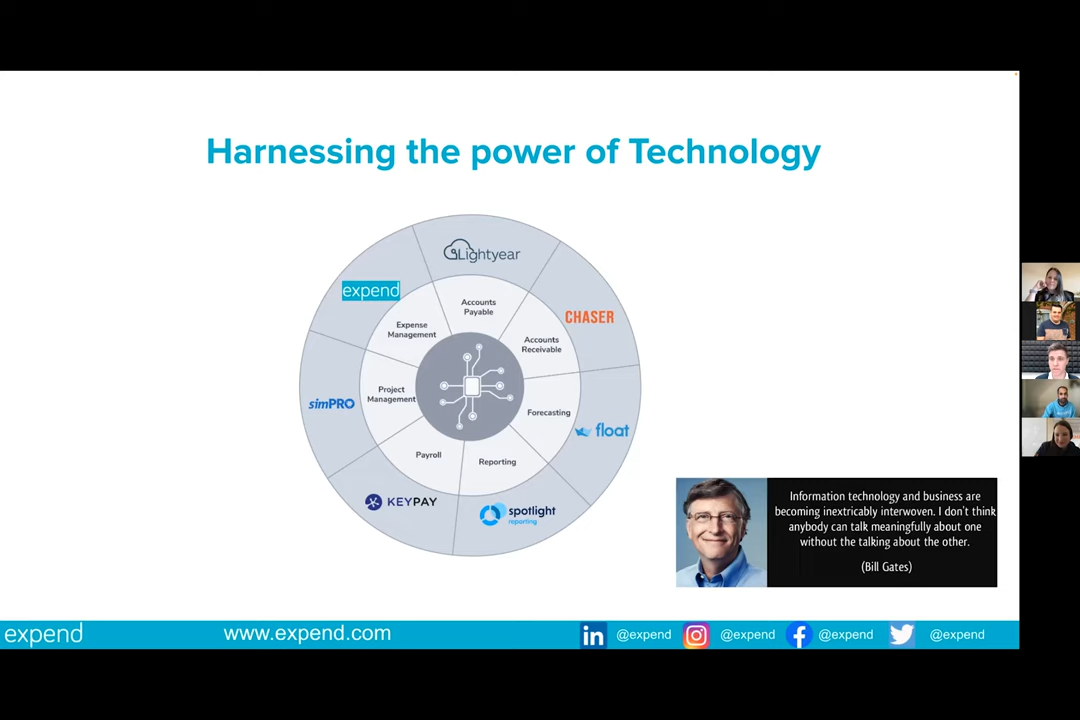 Harnessing the power of Technology
Lightyear
expend
CHASER
Accounts
Payable
Expense
Management
Accounts
Receivable
Project
Management
simPRO
Forecasting
float
Payroll
Reporting
KEYPAY
spotlight
reporting
Information technology and business are
becoming inextricably interwoven. I don't think
anybody can talk meaningfully about one
without the talking about the other.
(Bill Gates)
expend
www.expend.com
in @expend
@expend
f @expend
@expend